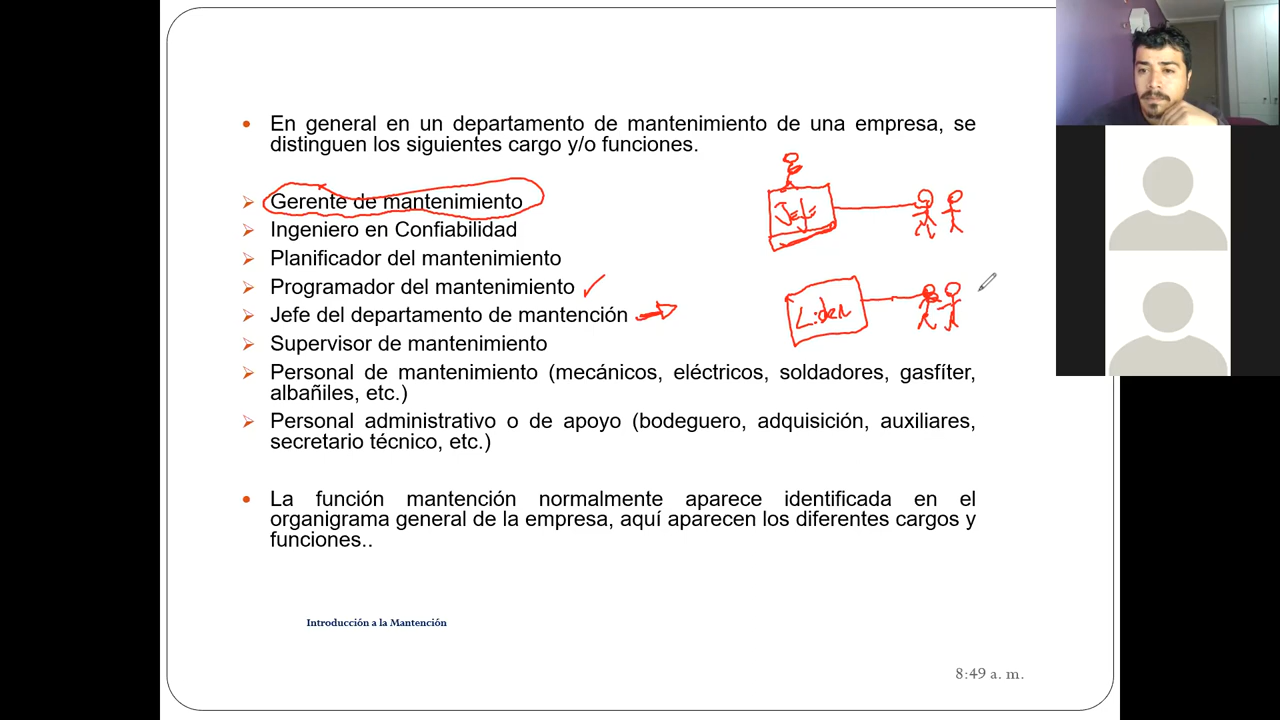 En general en un departamento de mantenimiento de una empresa, se
distinguen los siguientes cargo y/o funciones.
Gerente de mantenimiento
Ingeniero en Confiabilidad
Planificador del mantenimiento
Programador del mantenimiento
Jefe del departamento de mantención
Supervisor de mantenimiento
Personal de mantenimiento (mecánicos, eléctricos, soldadores, gasfíter,
albañiles, etc.)
Personal administrativo o de apoyo (bodeguero, adquisición, auxiliares,
secretario técnico, etc.)
La función mantención normalmente aparece identificada en el
organigrama general de la empresa, aquí aparecen los diferentes cargos y
funciones..
Jefe
Lider
Introducción a la Mantención
8:49 a. m.